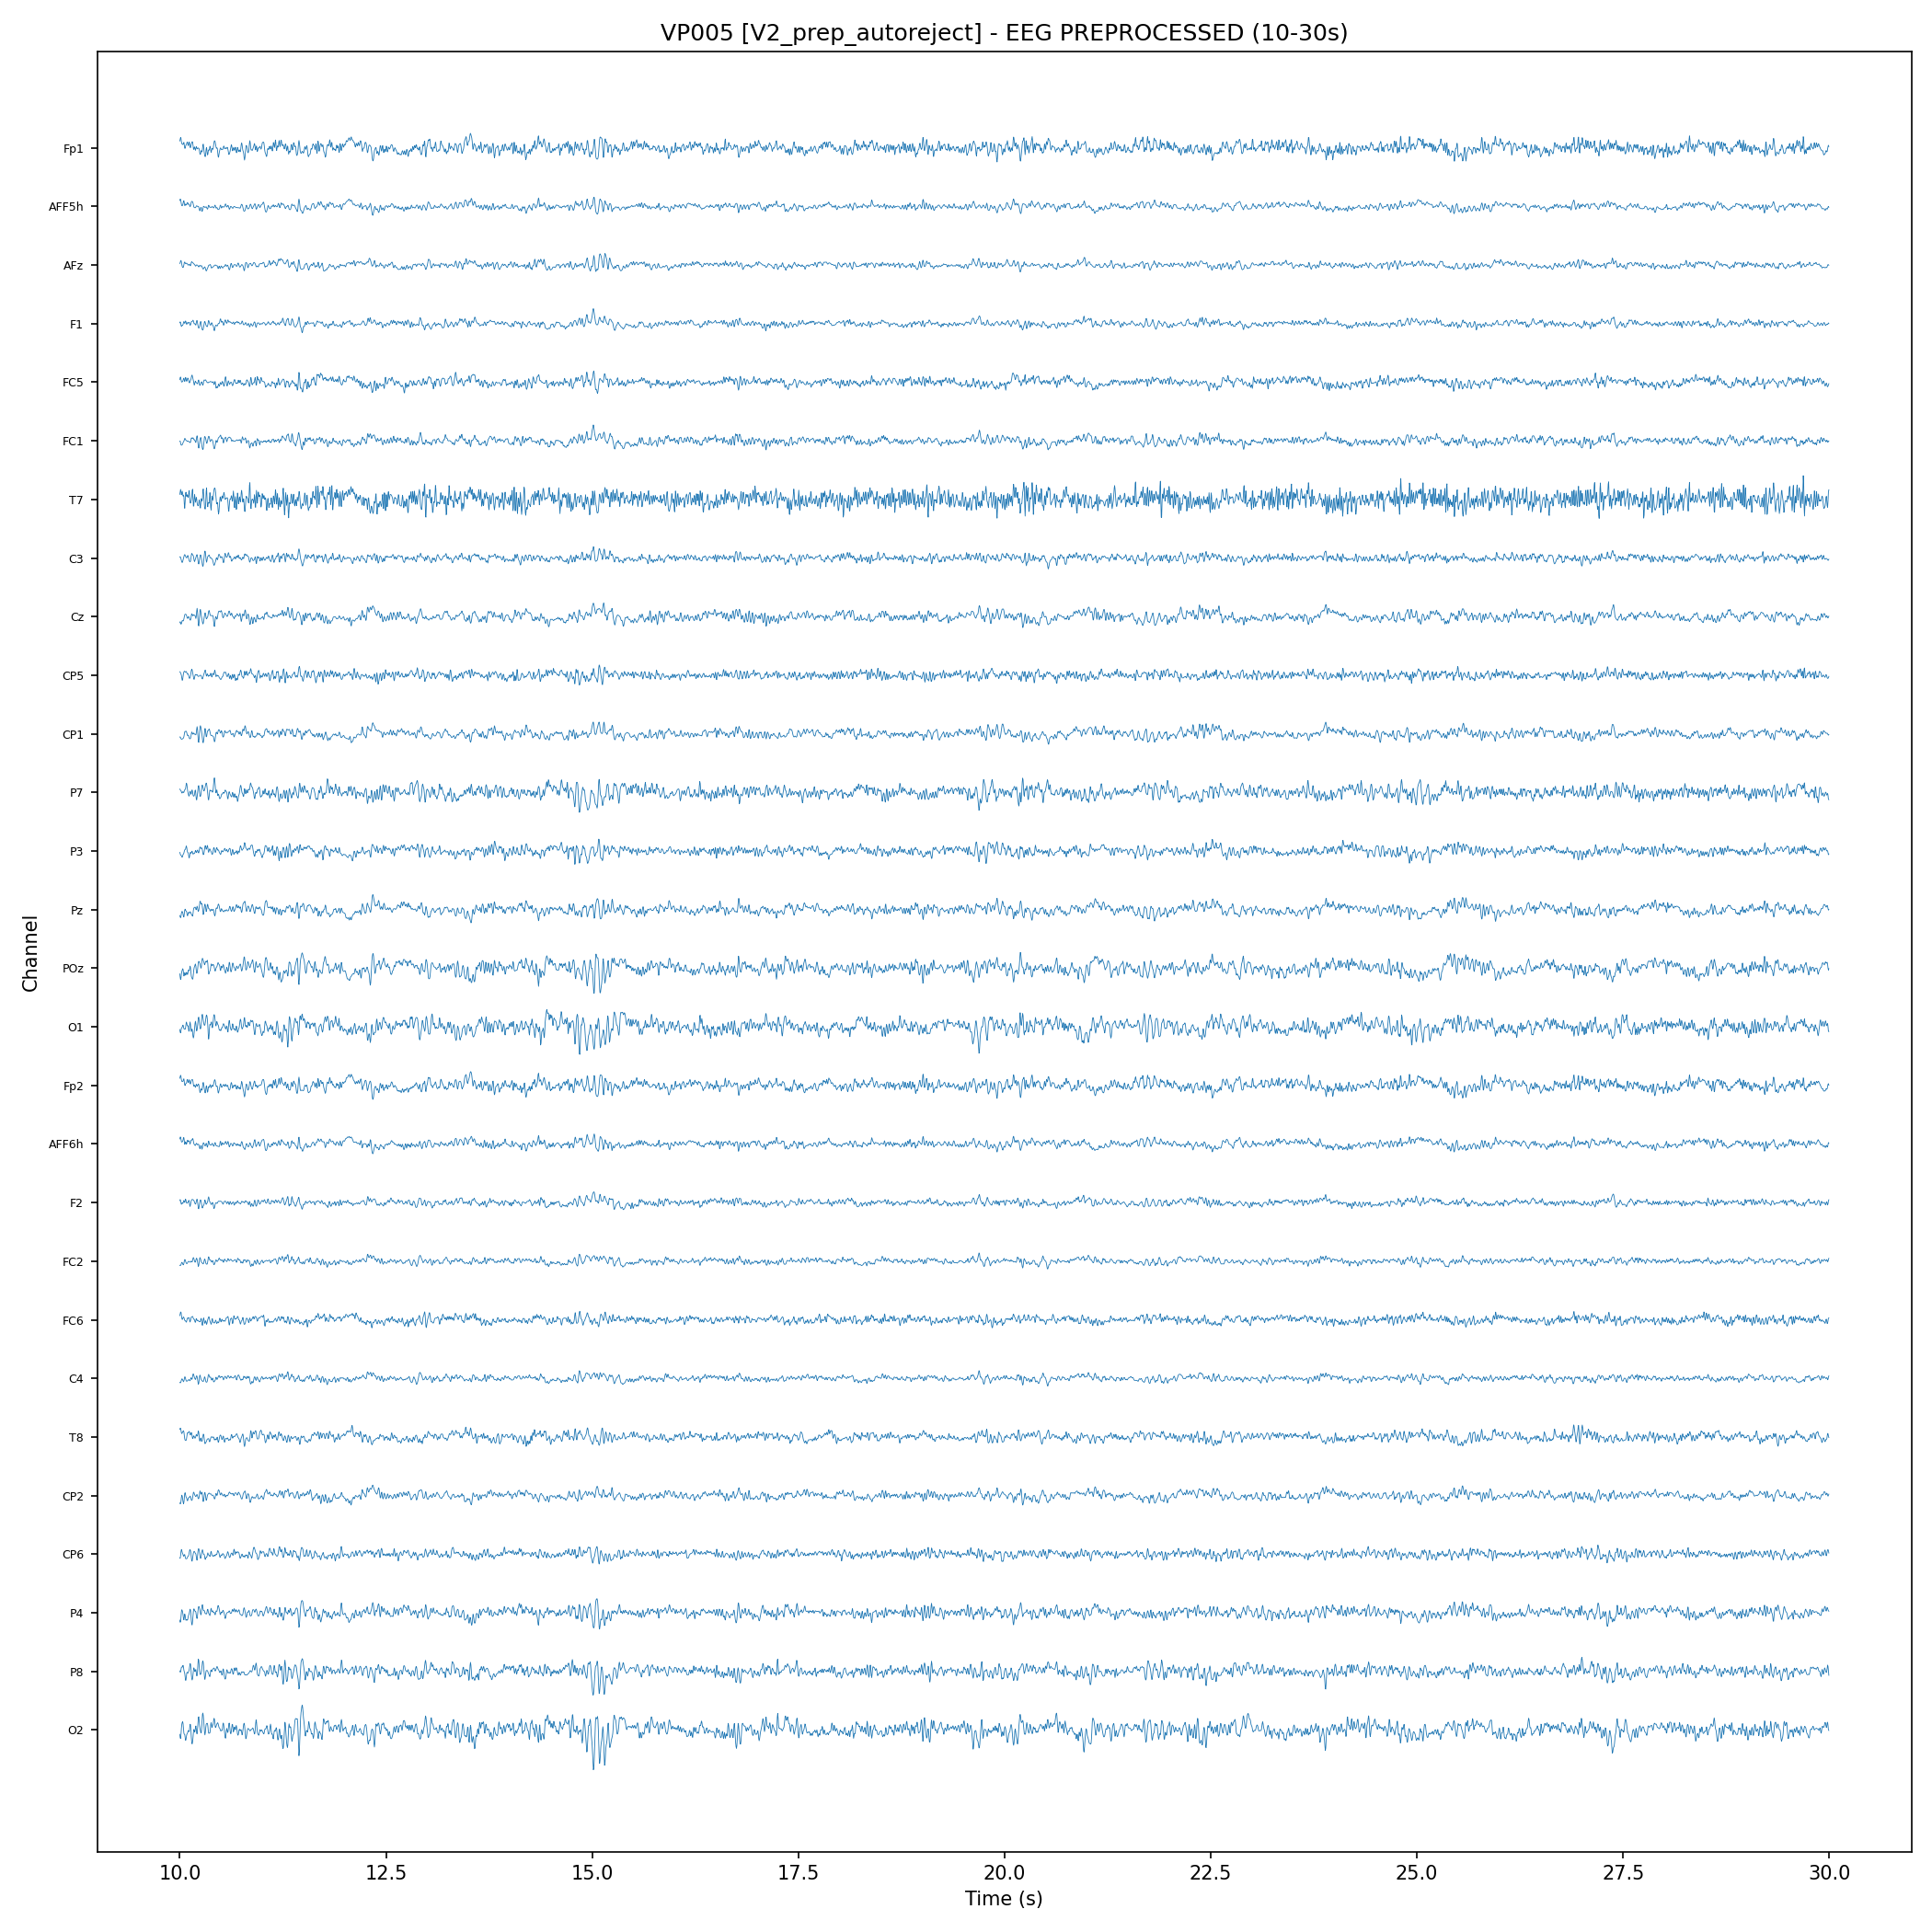 VP005 [V2_prep_autoreject] - EEG PREPROCESSED (10-30s)
Channel
Fp1
AFF5h
AFz
F1
FC5
FC1
T7
C3
Cz
CP5
CP1
P7
P3
Pz
POz
O1
Fp2
AFF6h
F2
FC2
FC6
C4
T8
CP2
CP6
P4
P8
O2
10.0 12.5 15.0 17.5 20.0 22.5 25.0 27.5 30.0
Time (s)